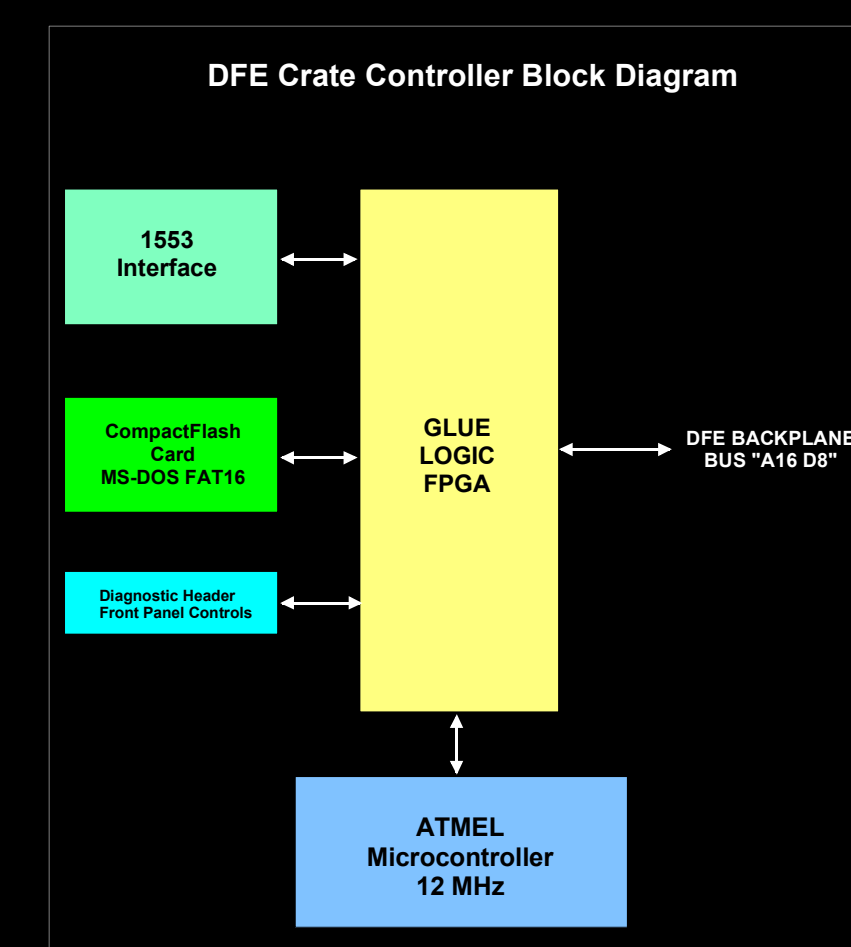 DFE Crate Controller Block Diagram
1553
Interface
CompactFlash
Card
MS-DOS FAT16
Diagnostic Header
Front Panel Controls
GLUE
LOGIC
FPGA
DFE BACKPLANE
BUS "A16 D8"
ATMEL
Microcontroller
12 MHz